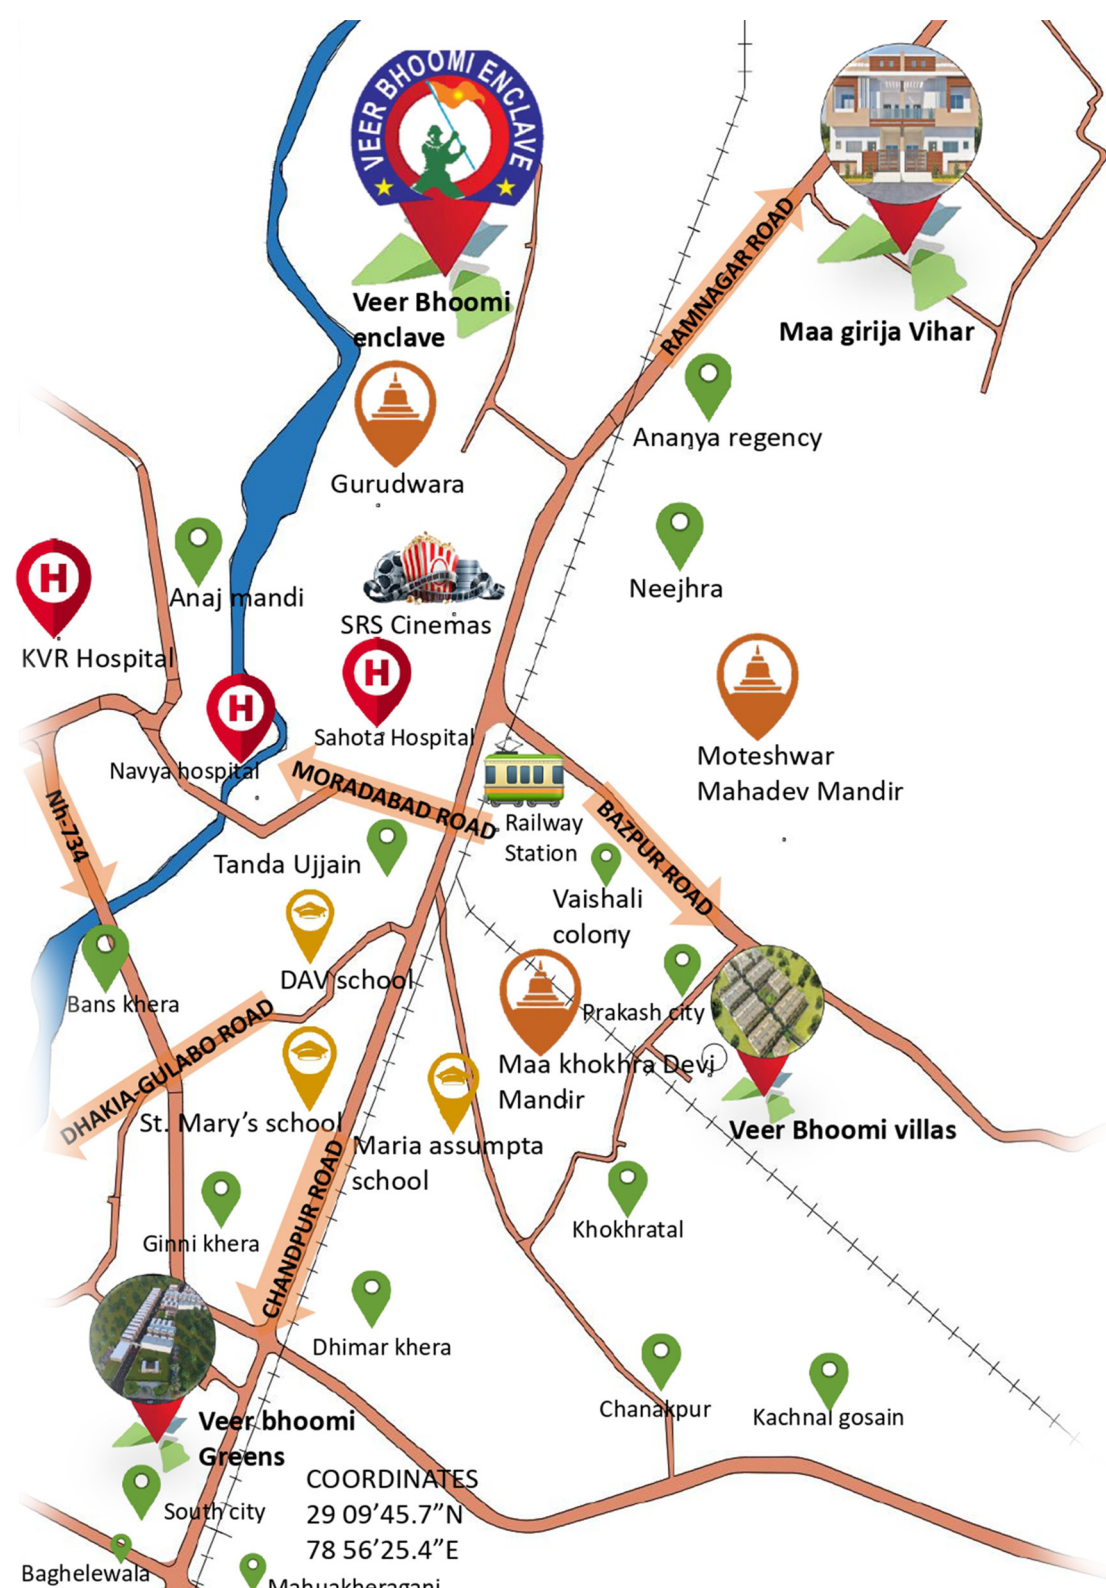 VEER BHOOMI ENCLAVE
Veer Bhoomi
enclave
RAMNAGAR ROAD
Maa girija Vihar
Ananya regency
Gurudwara
Anaj mandi
Neejhra
SRS Cinemas
KVR Hospital
H
H
H
Sahota Hospital
Navya hospital
Moteshwar
Mahadev Mandir
MORADABAD ROAD
Nh-734
Railway
Station
BAZPUR ROAD
Tanda Ujjain
Vaishali
colony
DAV school
Bans khera
Prakash city
DHAKIA-GULABO ROAD
Maa khokhra Devi
Mandir
St. Mary’s school
Maria assumpta
school
Veer Bhoomi villas
CHANDPUR ROAD
Khokhratal
Ginni khera
Dhimar khera
Chanakpur
Kachnal gosain
Veer bhoomi
Greens
COORDINATES
29 09’45.7”N
78 56’25.4”E
South city
Baghelewala
Mahuakheraganj